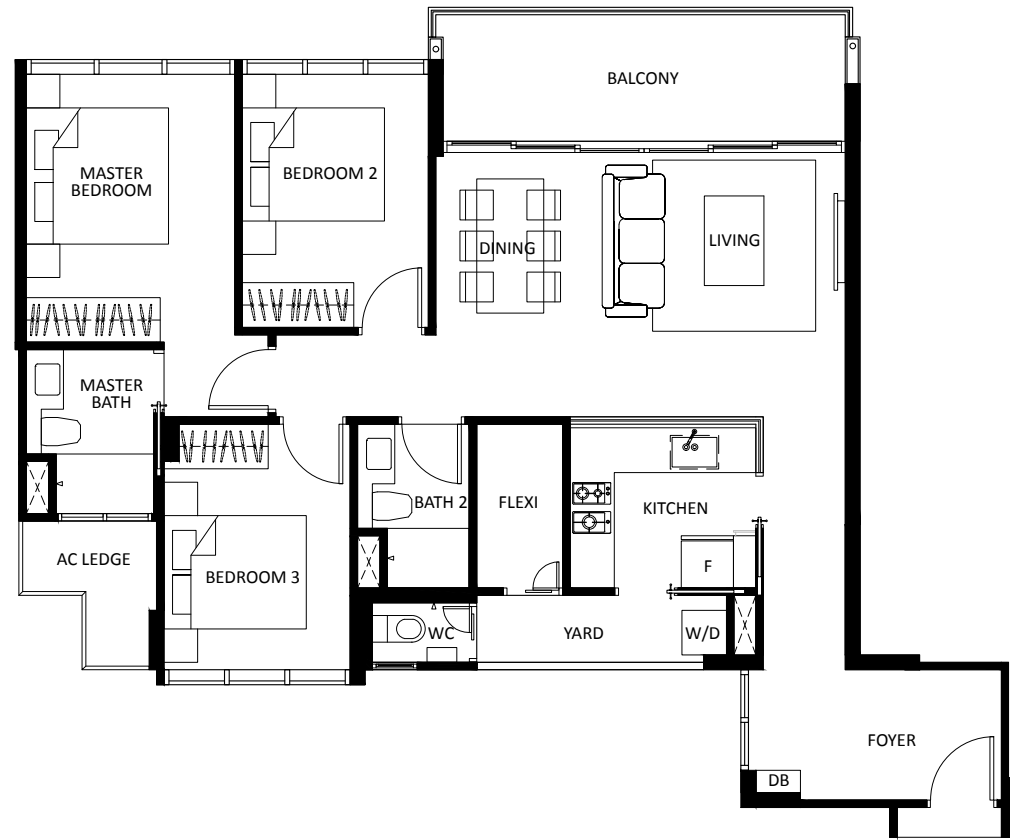 BALCONY
MASTER
BEDROOM
BEDROOM 2
DINING
LIVING
MASTER
BATH
BATH 2
FLEXI
KITCHEN
AC LEDGE
BEDROOM 3
F
WC
YARD
W/D
FOYER
DB